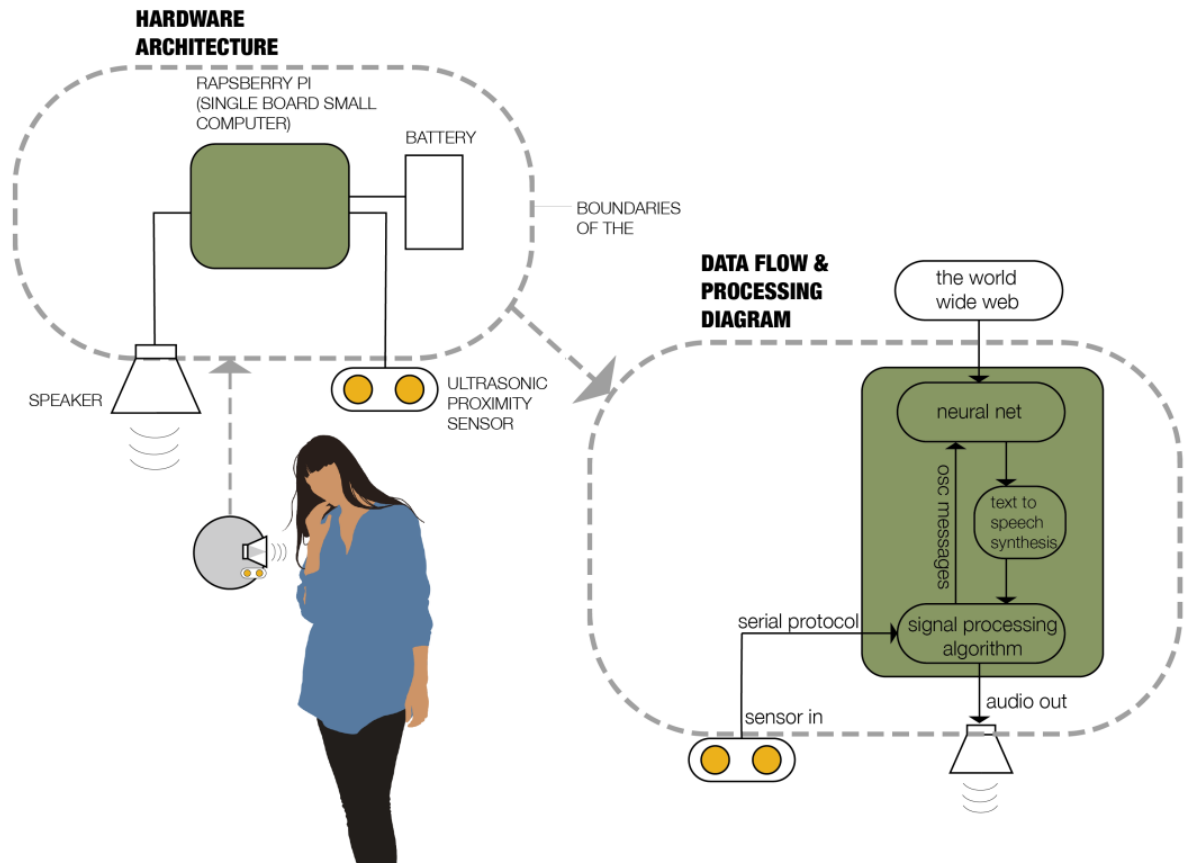 HARDWARE
ARCHITECTURE
RAPSBERRY PI
(SINGLE BOARD SMALL
COMPUTER)
BATTERY
BOUNDARIES
OF THE
SPEAKER
ULTRASONIC
PROXIMITY
SENSOR
DATA FLOW &
PROCESSING
DIAGRAM
the world
wide web
neural net
osc messages
text to
speech
synthesis
serial protocol
signal processing
algorithm
sensor in
audio out